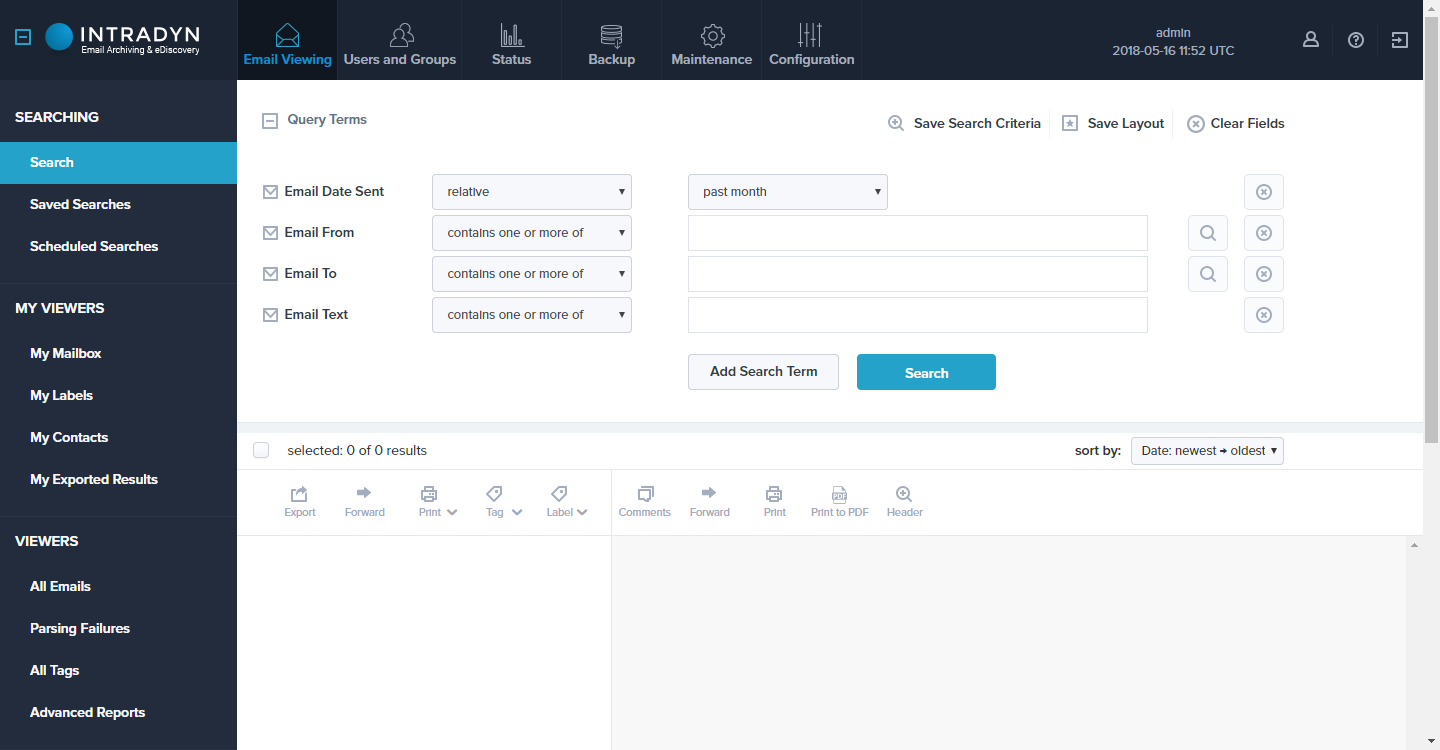 INTRADYN
Email Archiving & eDiscovery
Email Viewing
Users and Groups
Status
Backup
Maintenance
Configuration
admin
2018-05-16 11:52 UTC
SEARCHING
Search
Saved Searches
Scheduled Searches
MY VIEWERS
My Mailbox
My Labels
My Contacts
My Exported Results
VIEWERS
All Emails
Parsing Failures
All Tags
Advanced Reports
Query Terms
Save Search Criteria
Save Layout
Clear Fields
Email Date Sent relative past month
Email From contains one or more of
Email To contains one or more of
Email Text contains one or more of
Add Search Term Search
selected: 0 of 0 results
sort by: Date: newest → oldest
Export Forward Print Tag Label
Comments Forward Print PDF Print to PDF Header